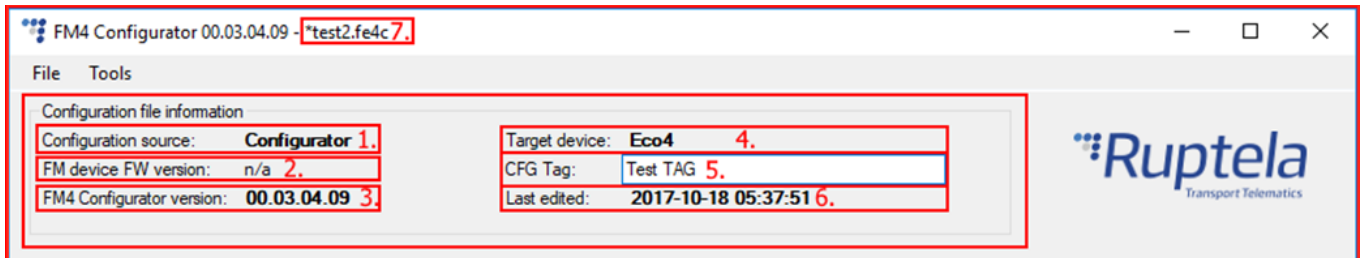 FM4 Configurator 00.03.04.09 - *test2.fe4c 7.
File Tools
Configuration file information
Configuration source: Configurator 1. Target device: Eco4 4.
FM device FW version: n/a 2. CFG Tag: Test TAG 5.
FM4 Configurator version: 00.03.04.09 3. Last edited: 2017-10-18 05:37:51 6.
Ruptela
Transport Telematics